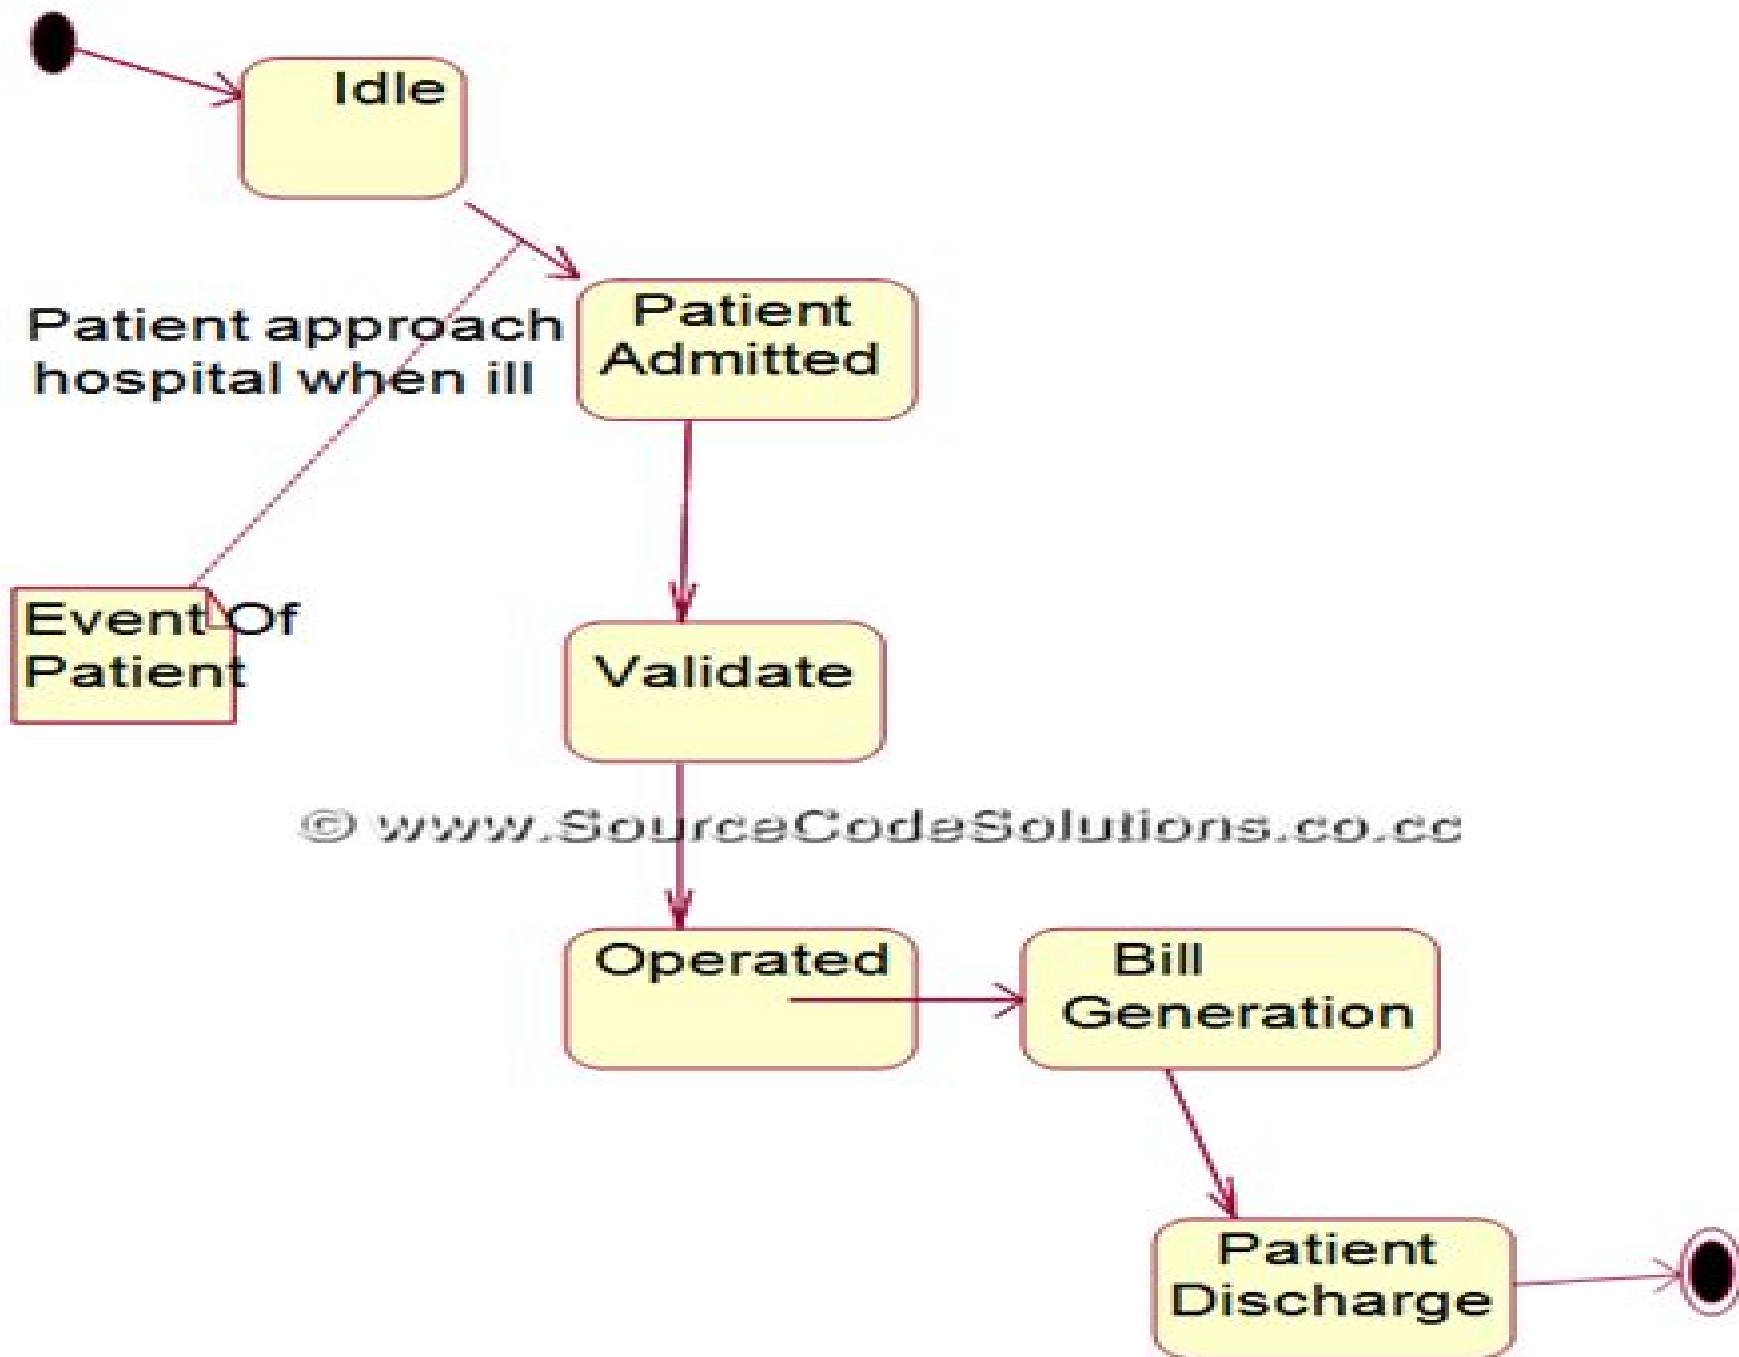 Idle
Patient approach
hospital when ill
Patient
Admitted
Event Of
Patient
Validate
© www.SourceCodeSolutions.co.cc
Operated
Bill
Generation
Patient
Discharge